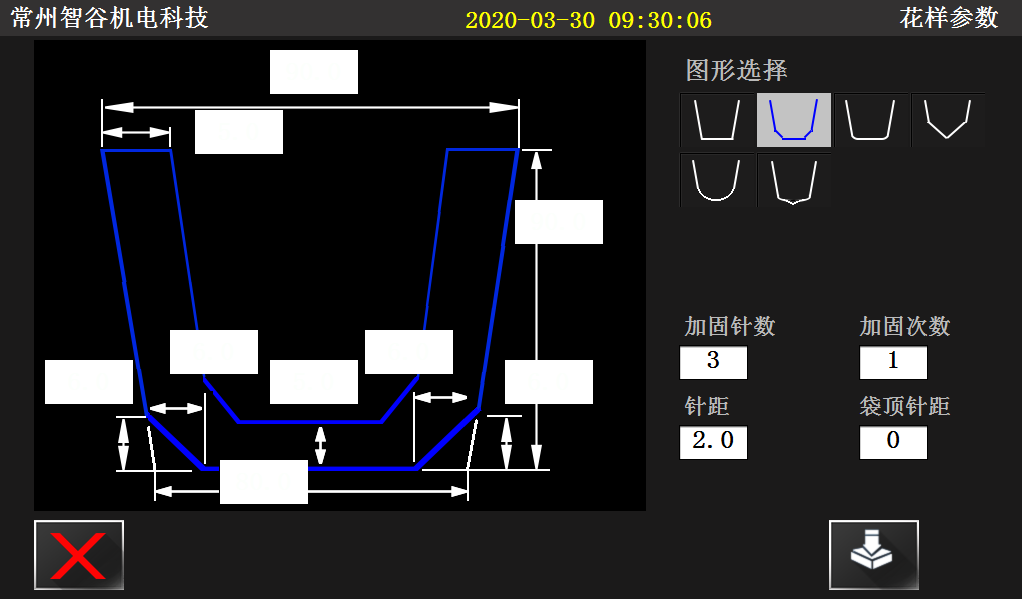 常州智谷机电科技
2020-03-30 09:30:06
花样参数
图形选择
加固针数
加固次数
3
1
针距
袋顶针距
2.0
0